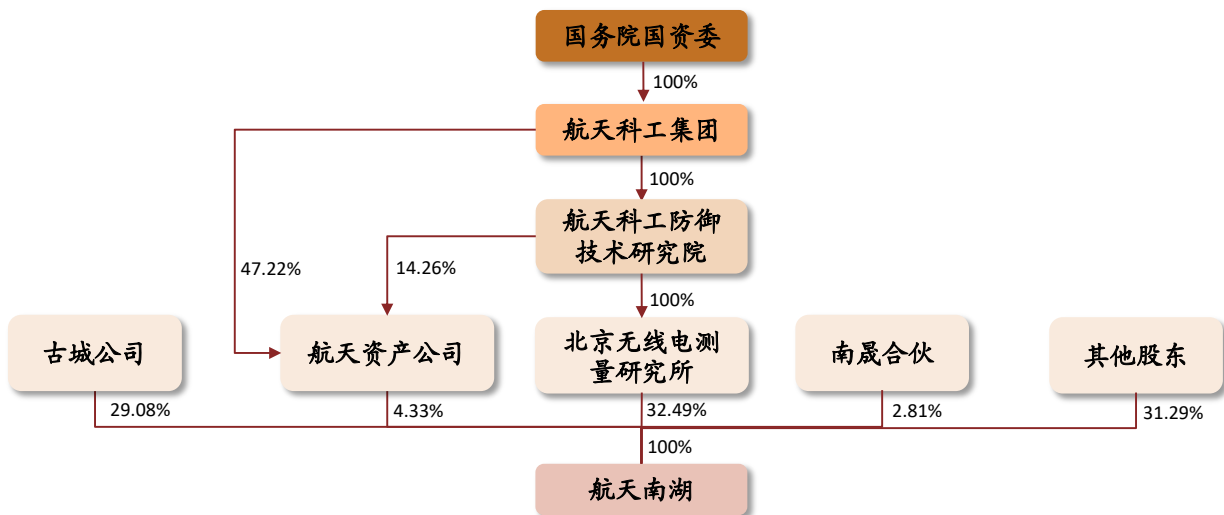 国务院国资委
100%
航天科工集团
100%
航天科工防御
技术研究院
47.22%
14.26%
100%
古城公司
航天资产公司
北京无线电测
量研究所
南晟合伙
其他股东
29.08%
4.33%
32.49%
2.81%
31.29%
100%
航天南湖